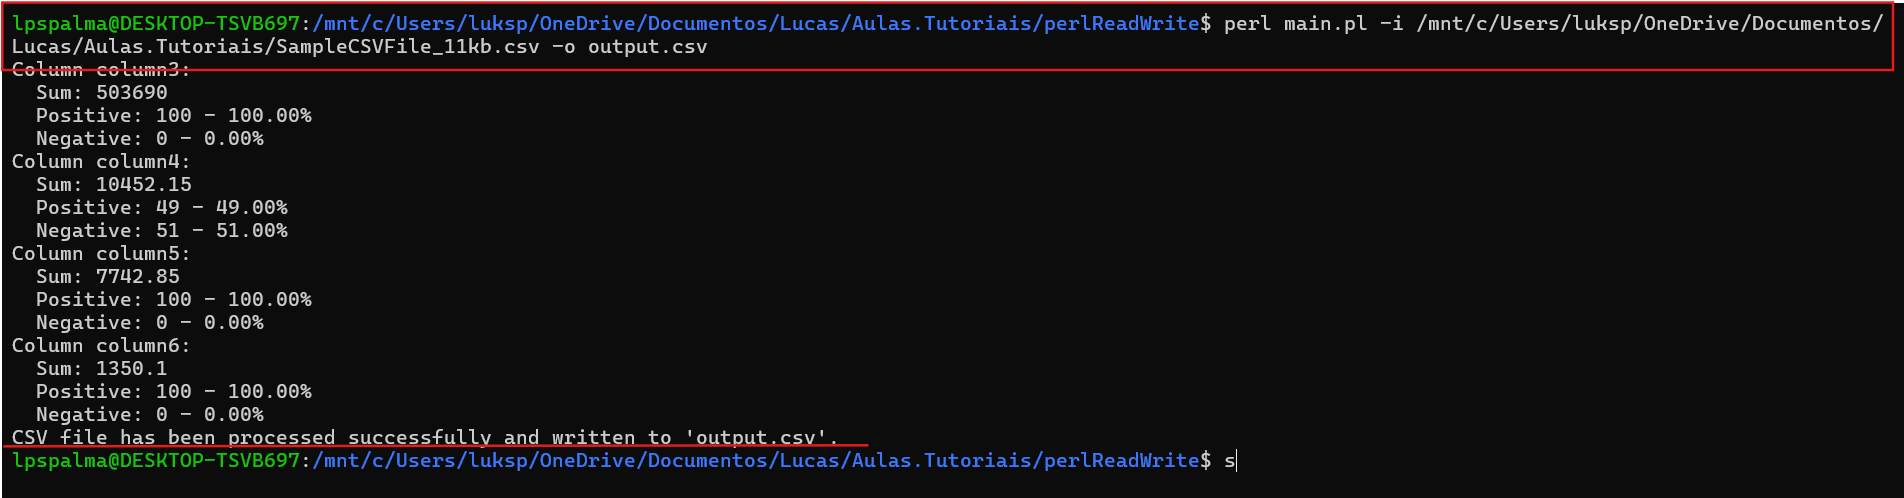 lpspalma@DESKTOP-TSVB697:/mnt/c/Users/luksp/OneDrive/Documentos/Lucas/Aulas.Tutoriais/perlReadWrite$ perl main.pl -i /mnt/c/Users/luksp/OneDrive/Documentos/
Lucas/Aulas.Tutoriais/SampleCSVFile_11kb.csv -o output.csv
Column column3:
  Sum: 503690
  Positive: 100 - 100.00%
  Negative: 0 - 0.00%
Column column4:
  Sum: 10452.15
  Positive: 49 - 49.00%
  Negative: 51 - 51.00%
Column column5:
  Sum: 7742.85
  Positive: 100 - 100.00%
  Negative: 0 - 0.00%
Column column6:
  Sum: 1350.1
  Positive: 100 - 100.00%
  Negative: 0 - 0.00%
CSV file has been processed successfully and written to 'output.csv'.
lpspalma@DESKTOP-TSVB697:/mnt/c/Users/luksp/OneDrive/Documentos/Lucas/Aulas.Tutoriais/perlReadWrite$ s